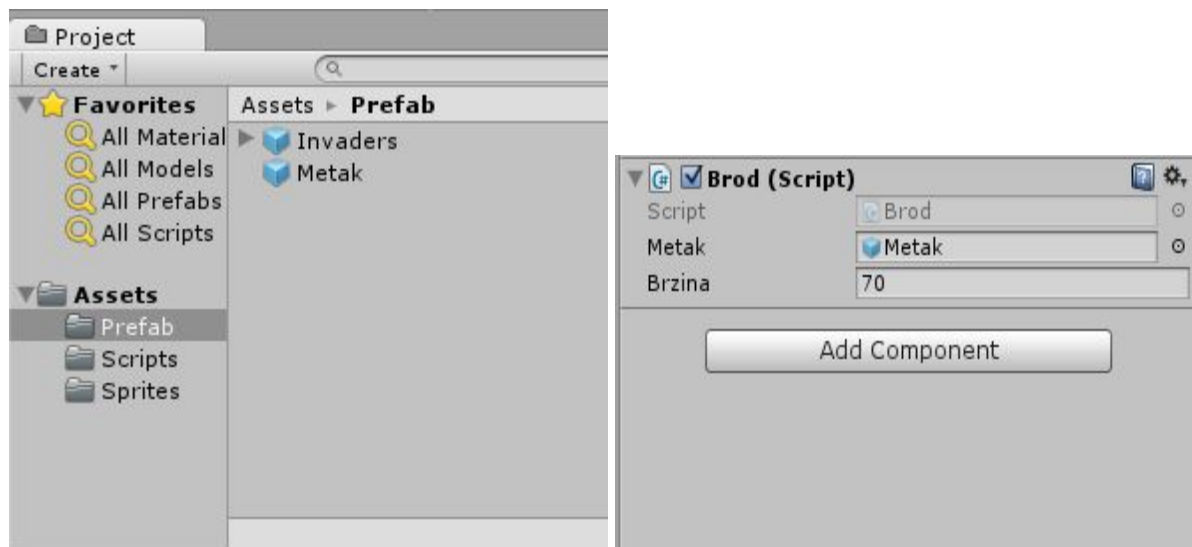 Project
Create
Favorites
All Material
All Models
All Prefabs
All Scripts
Assets
Prefab
Scripts
Sprites
Assets ▸ Prefab
Invaders
Metak
Brod (Script)
Script Brod
Metak Metak
Brzina 70
Add Component